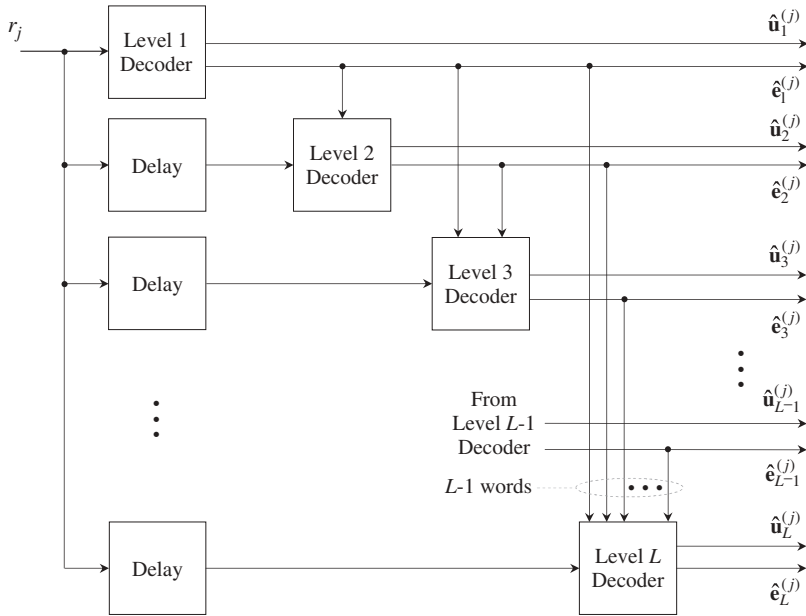 r_j
Level 1
Decoder
û_1^(j)
ê_1^(j)
Delay
Level 2
Decoder
û_2^(j)
ê_2^(j)
Delay
Level 3
Decoder
û_3^(j)
ê_3^(j)
From
Level L-1
Decoder
û_{L-1}^(j)
ê_{L-1}^(j)
L-1 words
Delay
Level L
Decoder
û_L^(j)
ê_L^(j)